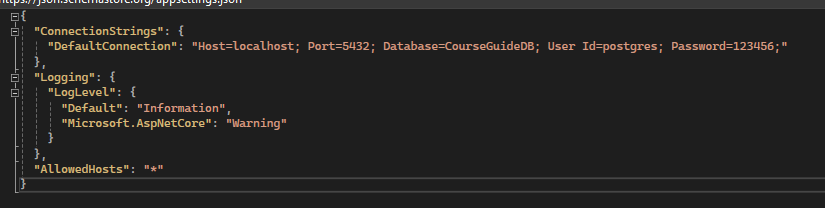 https://json.schemastore.org/appsettings.json
{
"ConnectionStrings": {
"DefaultConnection": "Host=localhost; Port=5432; Database=CourseGuideDB; User Id=postgres; Password=123456;"
},
"Logging": {
"LogLevel": {
"Default": "Information",
"Microsoft.AspNetCore": "Warning"
}
},
"AllowedHosts": "*"
}